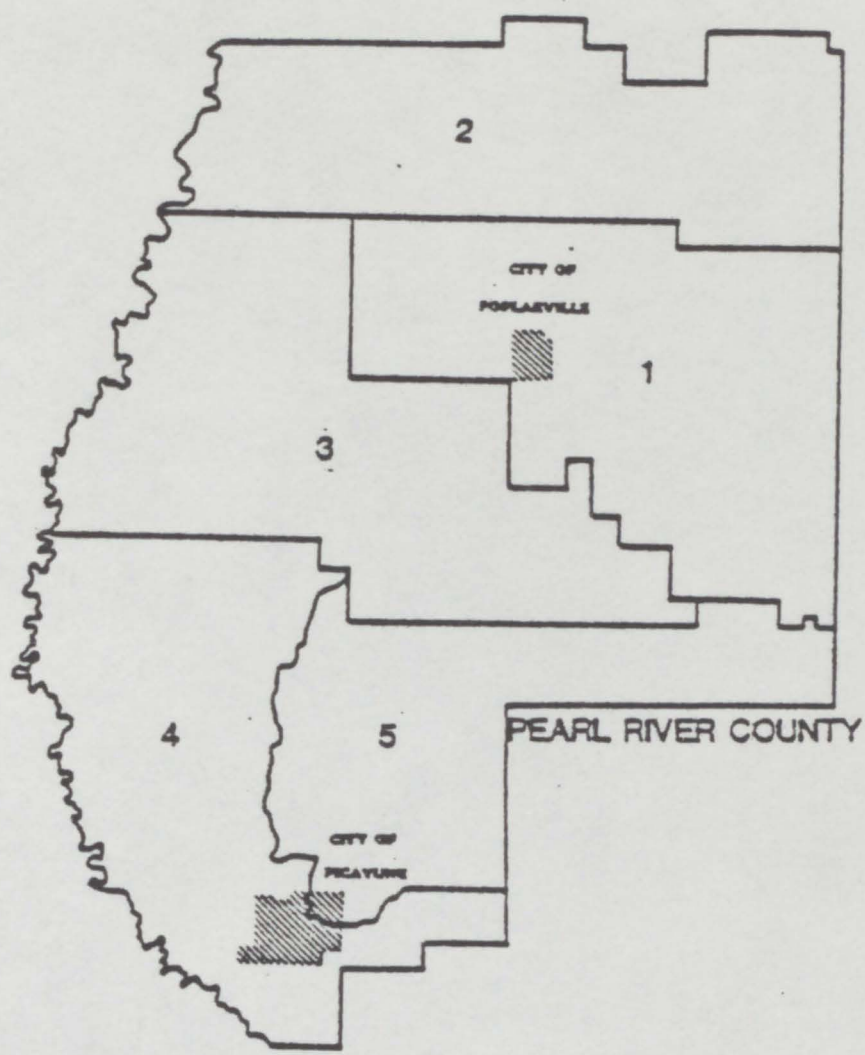 2
CITY OF
POPLARVILLE
1
3
4
5
PEARL RIVER COUNTY
CITY OF
PICAYUNE